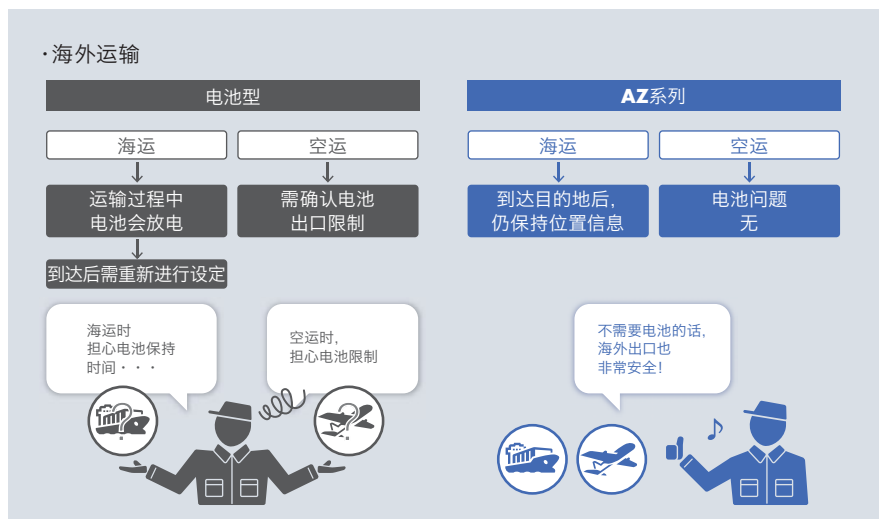 ·海外运输
电池型
海运
空运
运输过程中
电池会放电
需确认电池
出口限制
到达后需重新进行设定
海运时
担心电池保持
时间・・・
空运时,
担心电池限制
?
?
AZ系列
海运
空运
到达目的地后,
仍保持位置信息
电池问题
无
不需要电池的话,
海外出口也
非常安全!